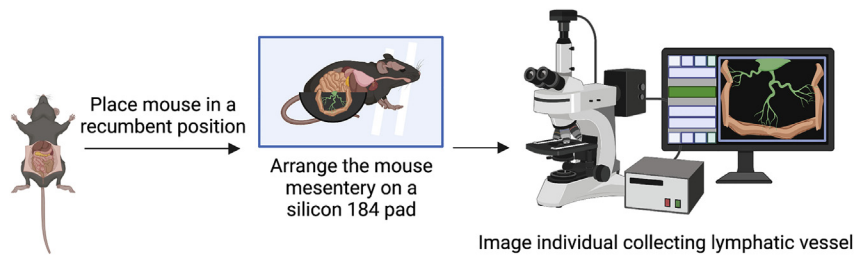 Place mouse in a
recumbent position
Arrange the mouse
mesentery on a
silicon 184 pad
Image individual collecting lymphatic vessel